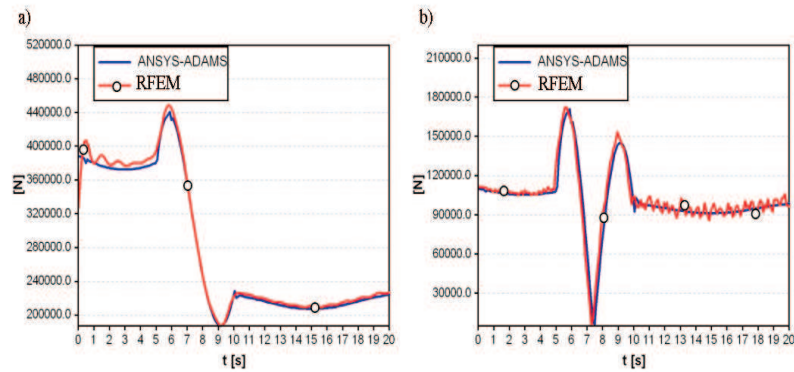 a)
520000.0
480000.0
440000.0
400000.0
360000.0
320000.0
280000.0
240000.0
200000.0
[N]
ANSYS-ADAMS
RFEM
0 1 2 3 4 5 6 7 8 9 10 11 12 13 14 15 16 17 18 19 20
t [s]
b)
210000.0
180000.0
150000.0
120000.0
90000.0
60000.0
30000.0
[N]
ANSYS-ADAMS
RFEM
0 1 2 3 4 5 6 7 8 9 10 11 12 13 14 15 16 17 18 19 20
t [s]